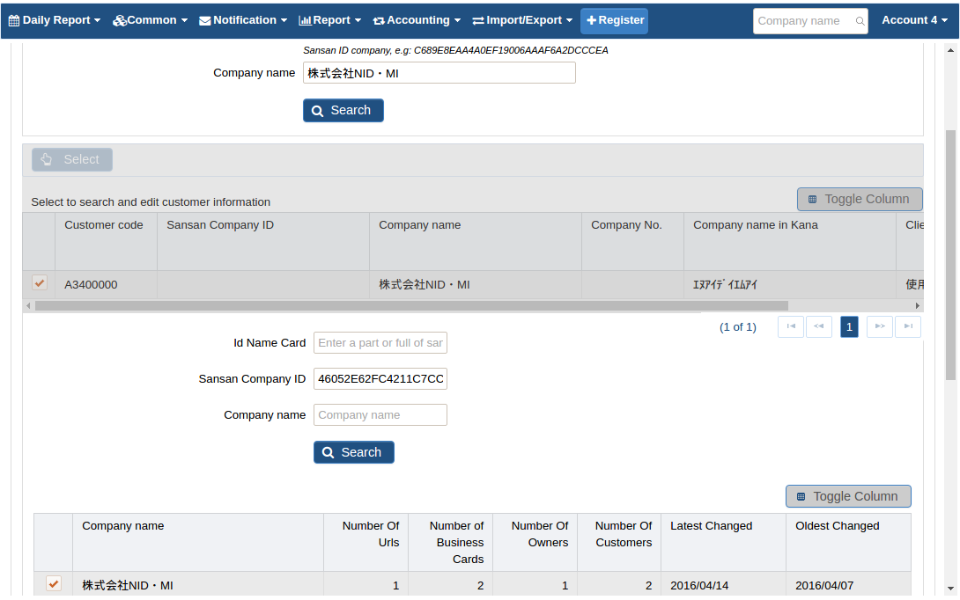 Daily Report Common Notification Report Accounting Import/Export Register Company name Account 4
Sansan ID company, e.g: C689E8EAA4A0EF19006AAAF6A2DCCCEA
Company name 株式会社NID・MI
Search
Select
Select to search and edit customer information Toggle Column
Customer code Sansan Company ID Company name Company No. Company name in Kana Clie
A3400000 株式会社NID・MI ｴﾇｱｲﾃﾞｨｴﾑｱｲ 使用
(1 of 1) 1
Id Name Card Enter a part or full of sar
Sansan Company ID 46052E62FC4211C7CC
Company name Company name
Search
Toggle Column
Company name Number Of Urls Number of Business Cards Number Of Owners Number Of Customers Latest Changed Oldest Changed
株式会社NID・MI 1 2 1 2 2016/04/14 2016/04/07